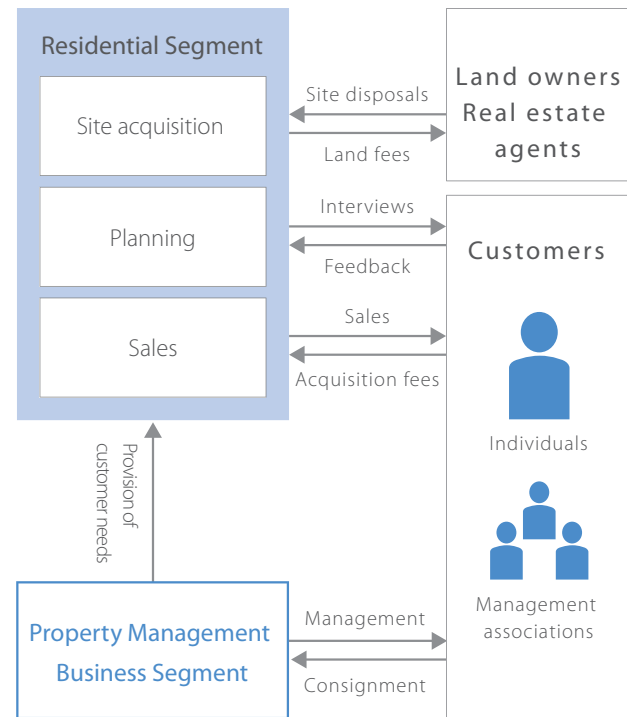 Residential Segment
Site acquisition
Planning
Sales
Site disposals
Land fees
Land owners
Real estate
agents
Interviews
Feedback
Sales
Acquisition fees
Customers
Individuals
Management
associations
Provision of
customer needs
Property Management
Business Segment
Management
Consignment